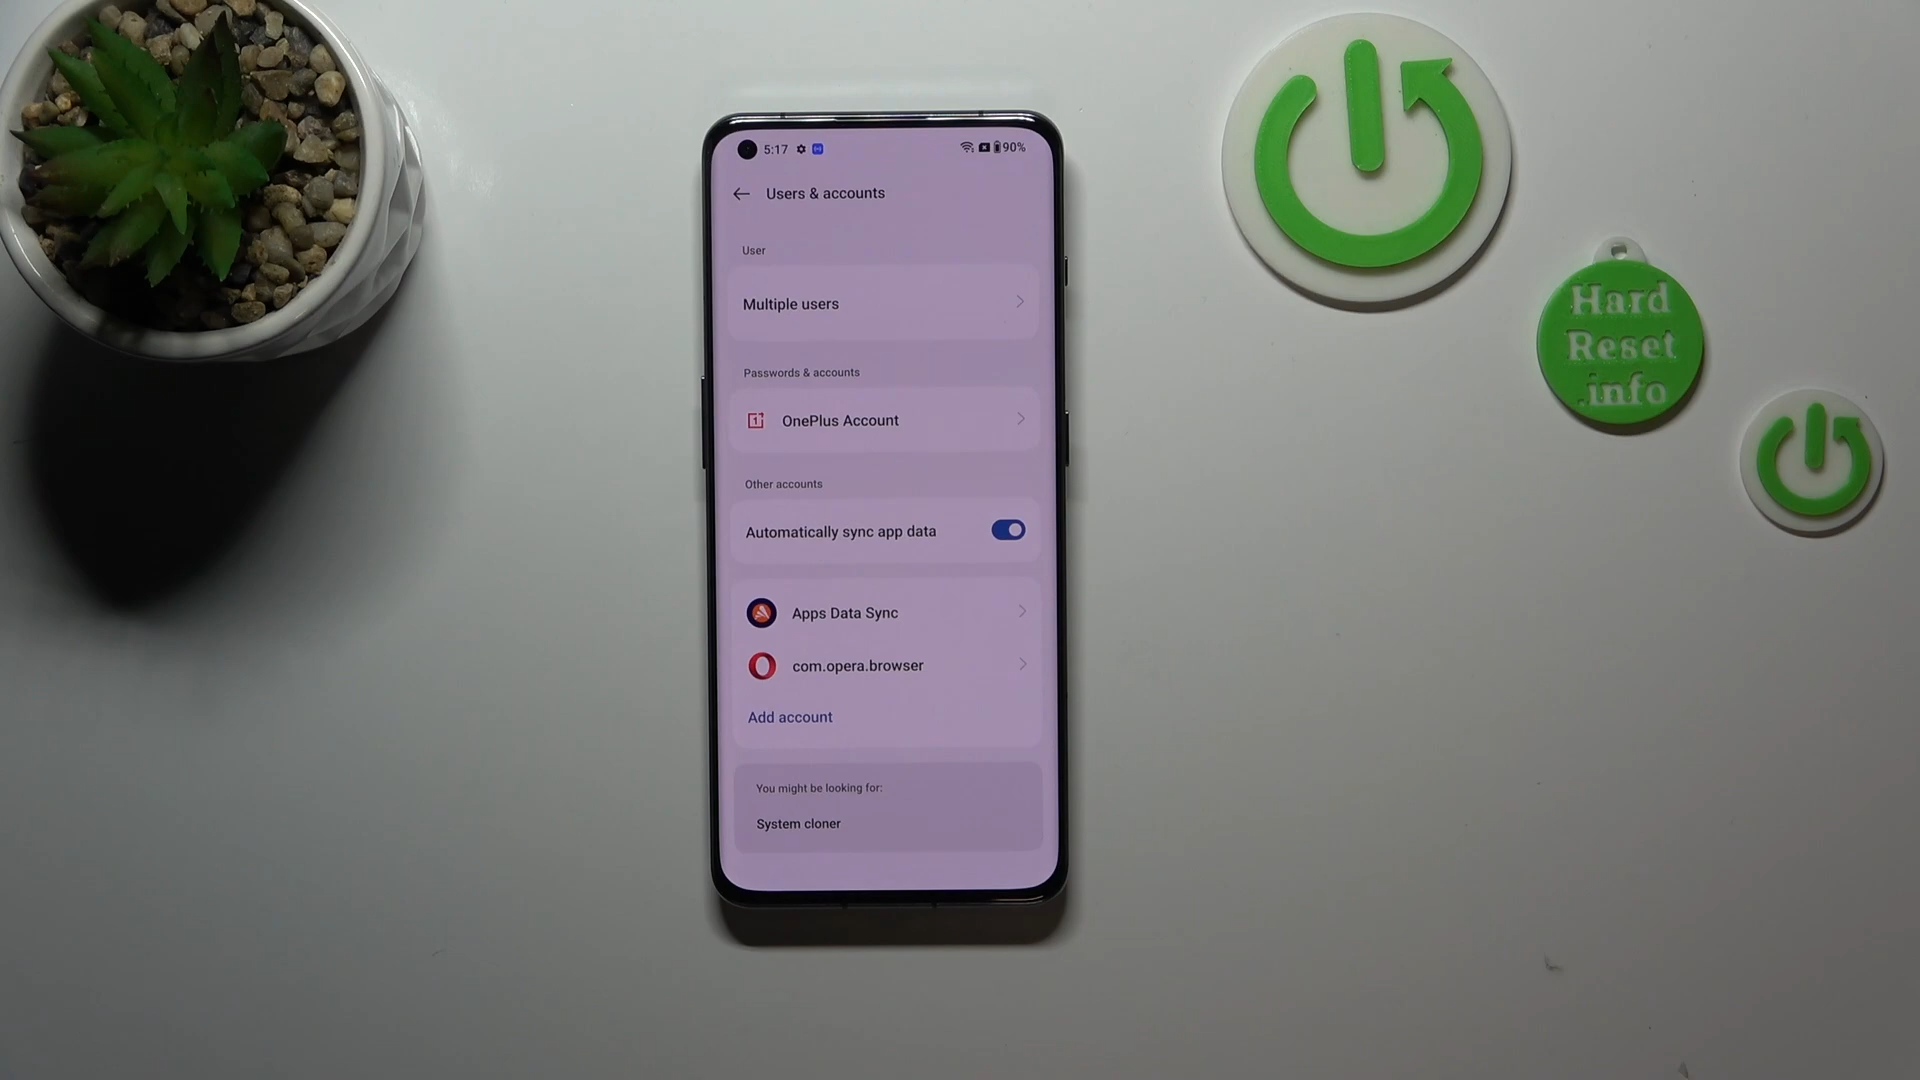 5:17
90%
Users & accounts
User
Multiple users
Passwords & accounts
OnePlus Account
Other accounts
Automatically sync app data
Apps Data Sync
com.opera.browser
Add account
You might be looking for:
System cloner
Hard
Reset
.info